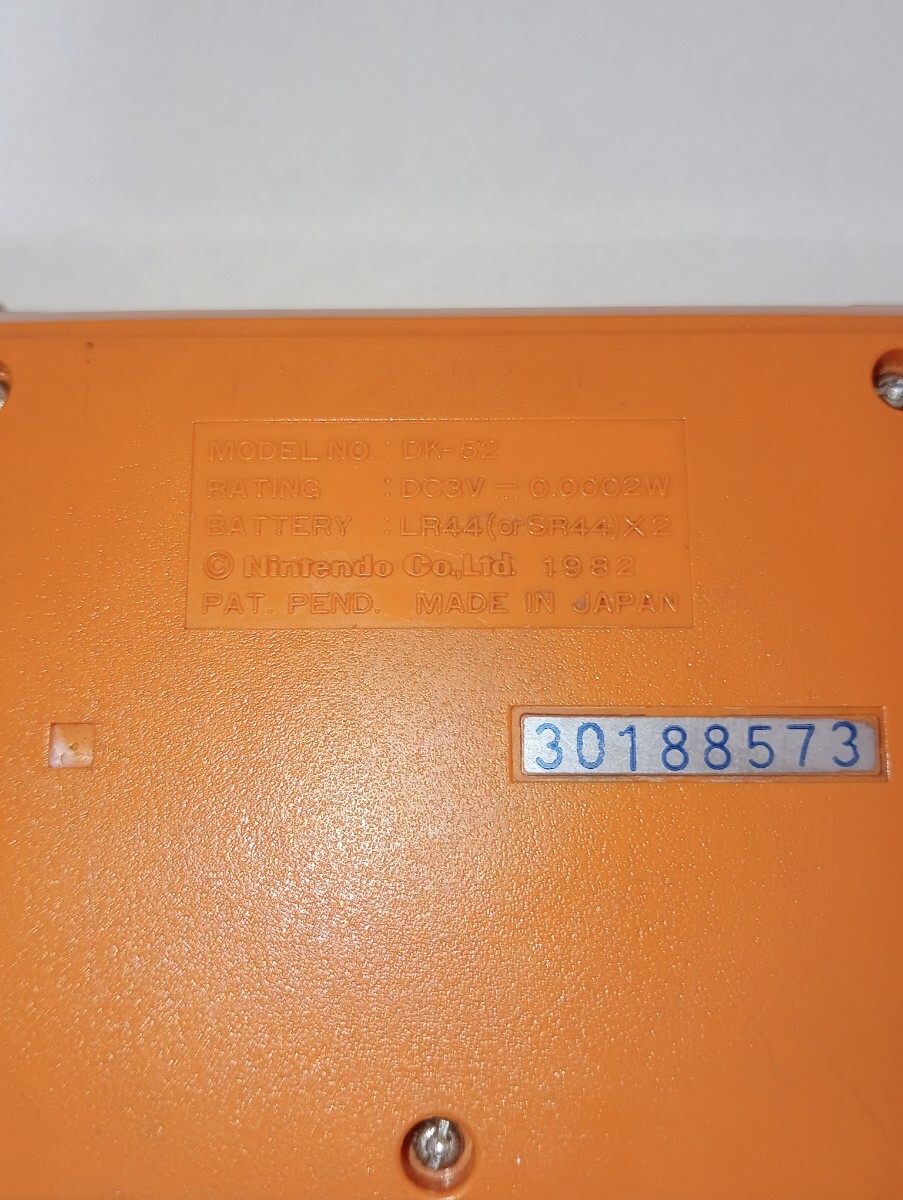 MODEL NO. : DK-52
RATING : DC3V — 0.0002W
BATTERY : LR44(or SR44)X2
© Nintendo Co.,Ltd. 1982
PAT. PEND. MADE IN JAPAN
30188573